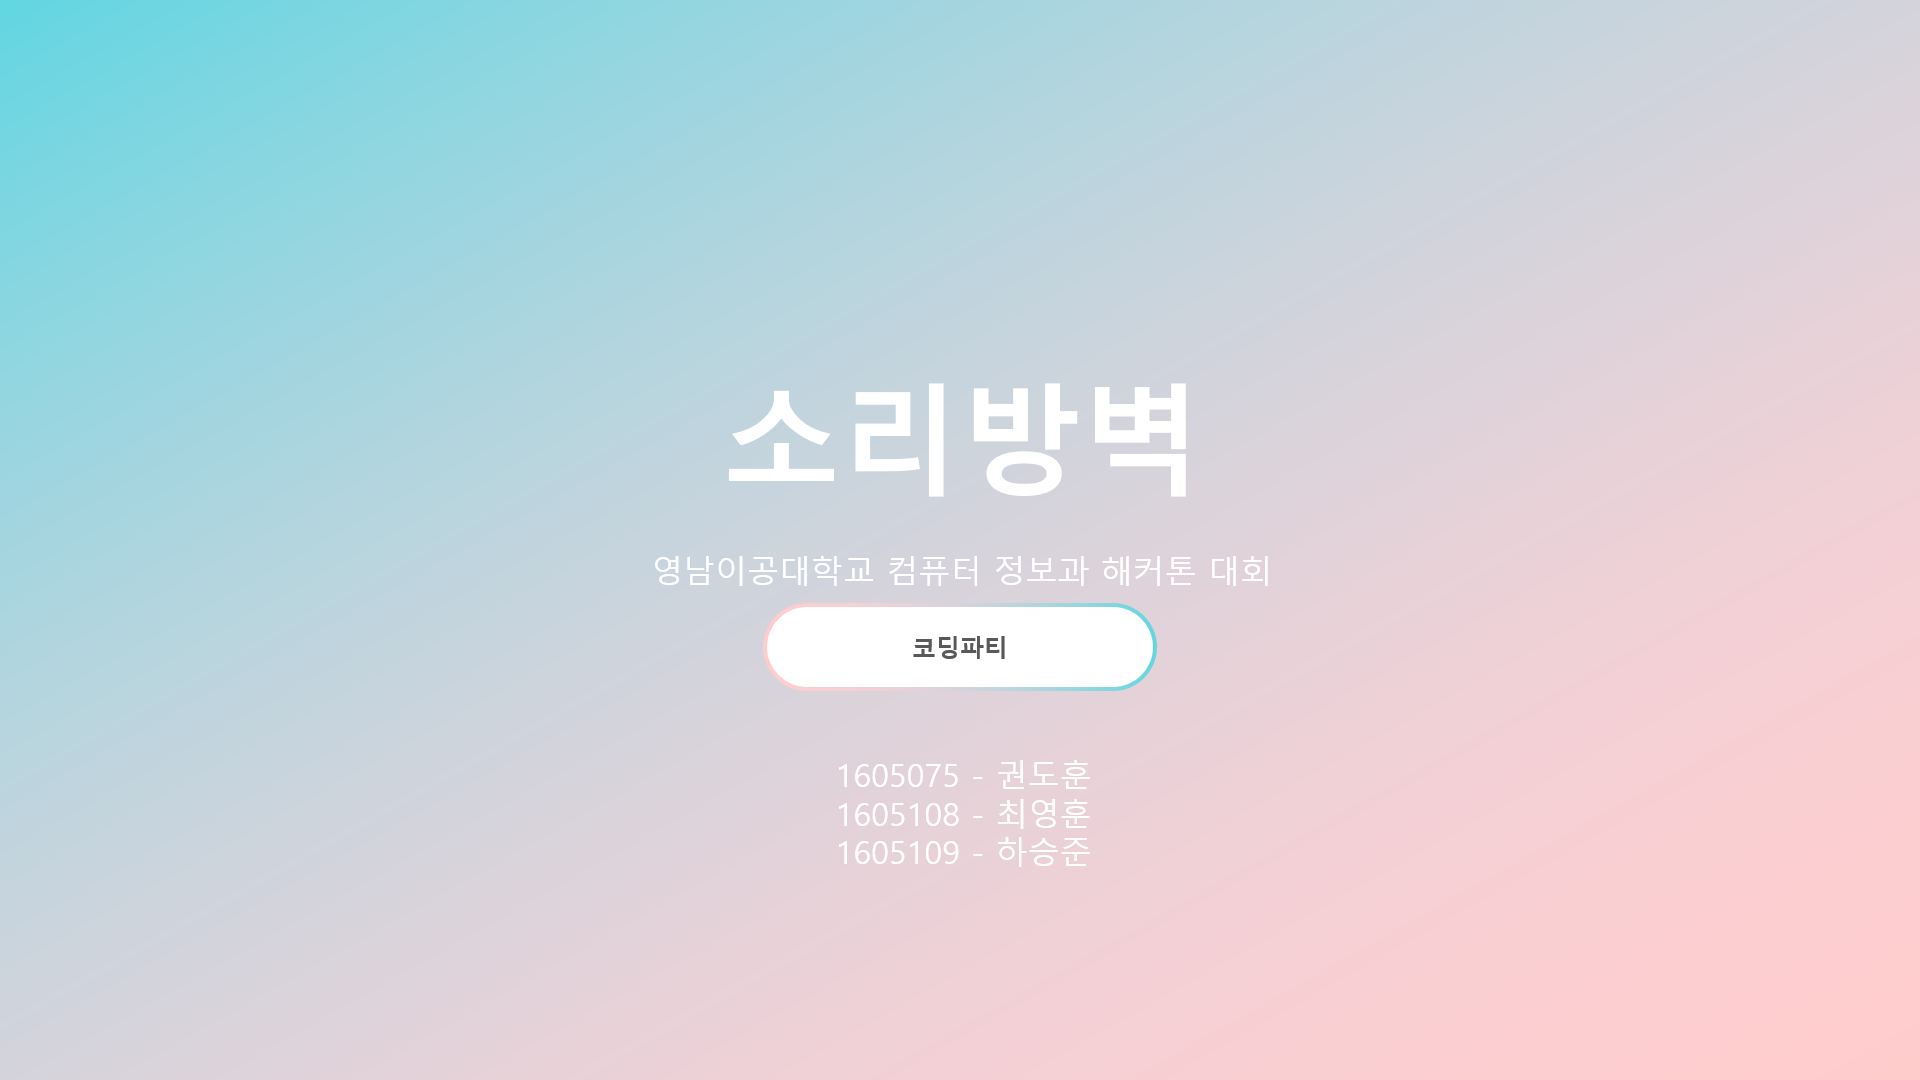 소리방벽
영남이공대학교 컴퓨터 정보과 해커톤 대회
코딩파티
1605075 - 권도훈
1605108 - 최영훈
1605109 - 하승준